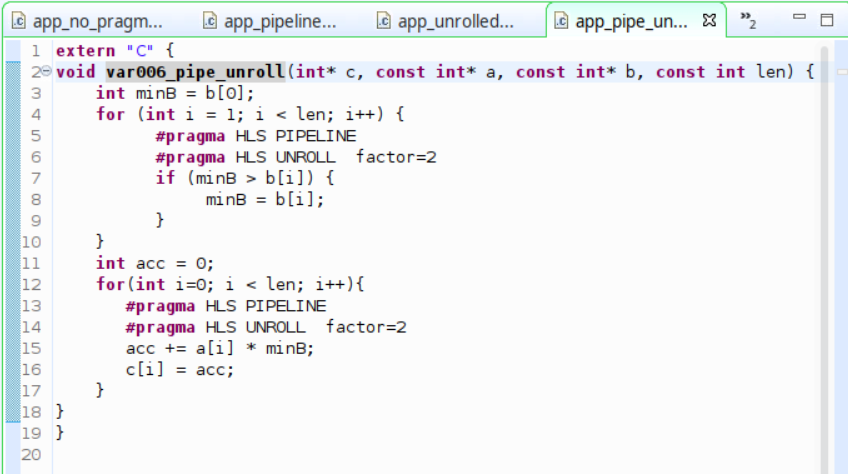 app_no_pragm... app_pipeline... app_unrolled... app_pipe_un... »2
1 extern "C" {
2 void var006_pipe_unroll(int* c, const int* a, const int* b, const int len) {
3 int minB = b[0];
4 for (int i = 1; i < len; i++) {
5 #pragma HLS PIPELINE
6 #pragma HLS UNROLL factor=2
7 if (minB > b[i]) {
8 minB = b[i];
9 }
10 }
11 int acc = 0;
12 for(int i=0; i < len; i++){
13 #pragma HLS PIPELINE
14 #pragma HLS UNROLL factor=2
15 acc += a[i] * minB;
16 c[i] = acc;
17 }
18 }
19 }
20